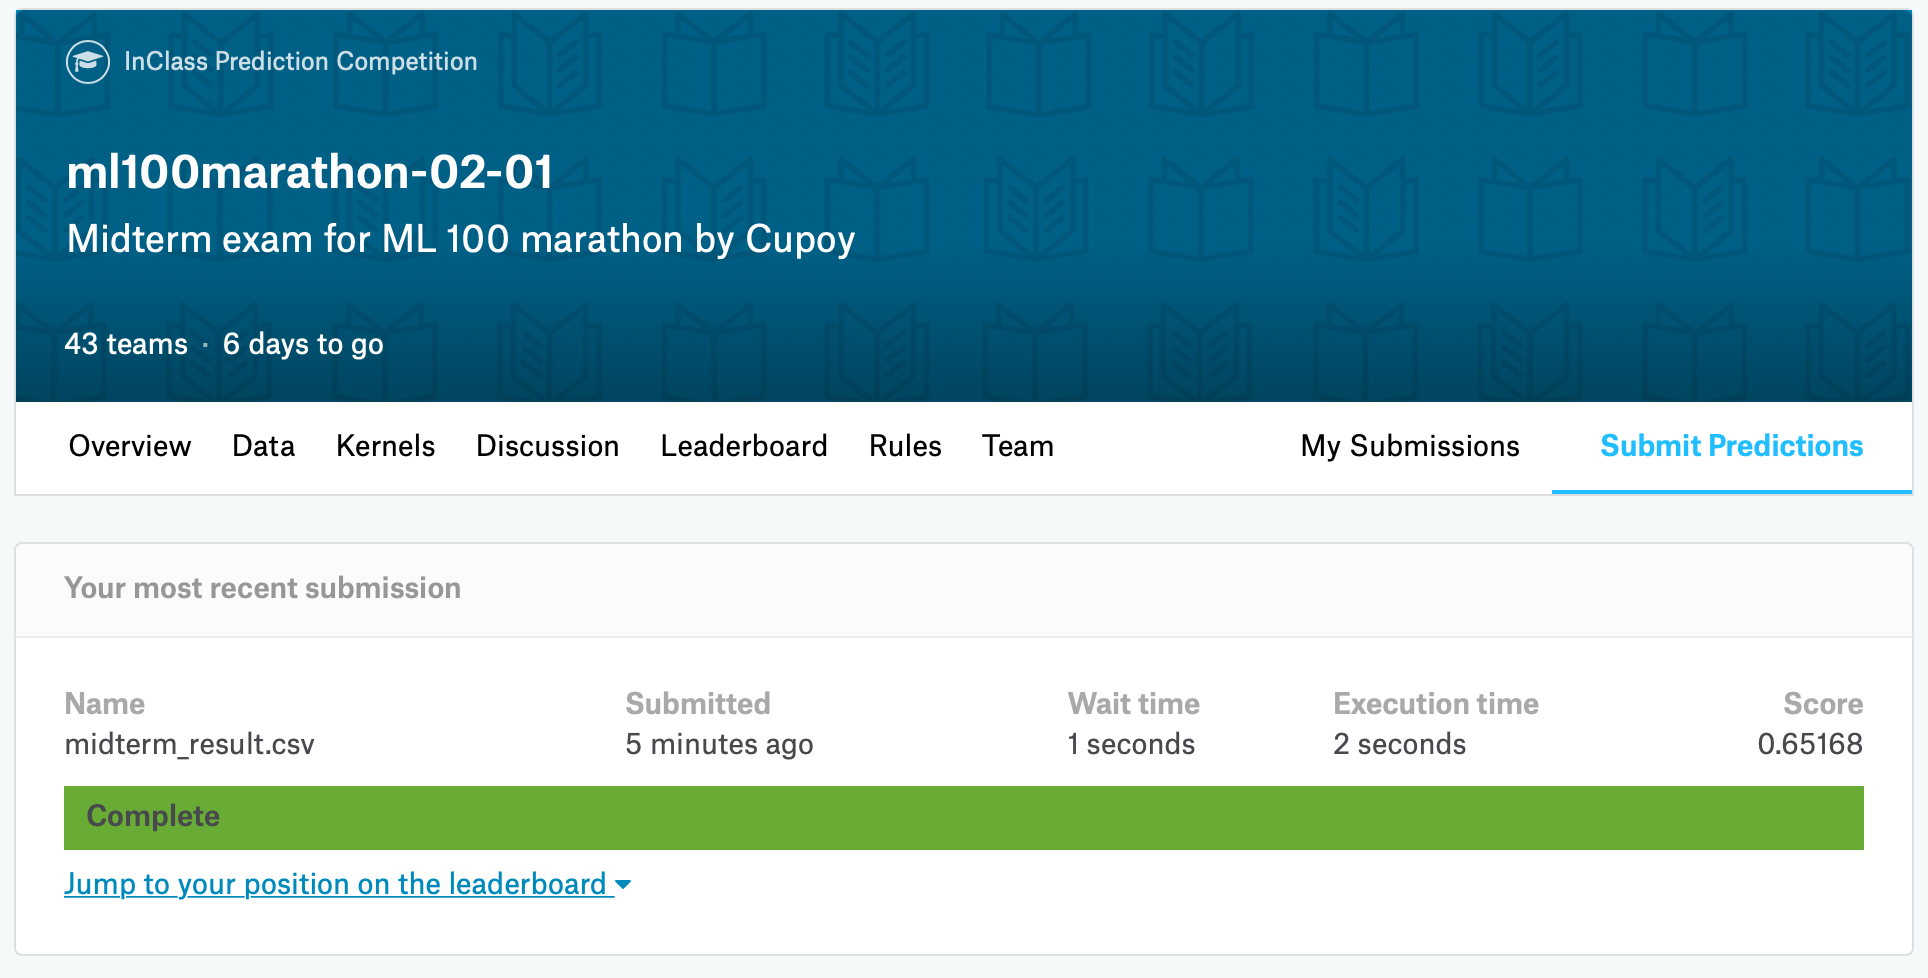 InClass Prediction Competition
ml100marathon-02-01
Midterm exam for ML 100 marathon by Cupoy
43 teams · 6 days to go
Overview Data Kernels Discussion Leaderboard Rules Team My Submissions Submit Predictions
Your most recent submission
Name Submitted Wait time Execution time Score
midterm_result.csv 5 minutes ago 1 seconds 2 seconds 0.65168
Complete
Jump to your position on the leaderboard